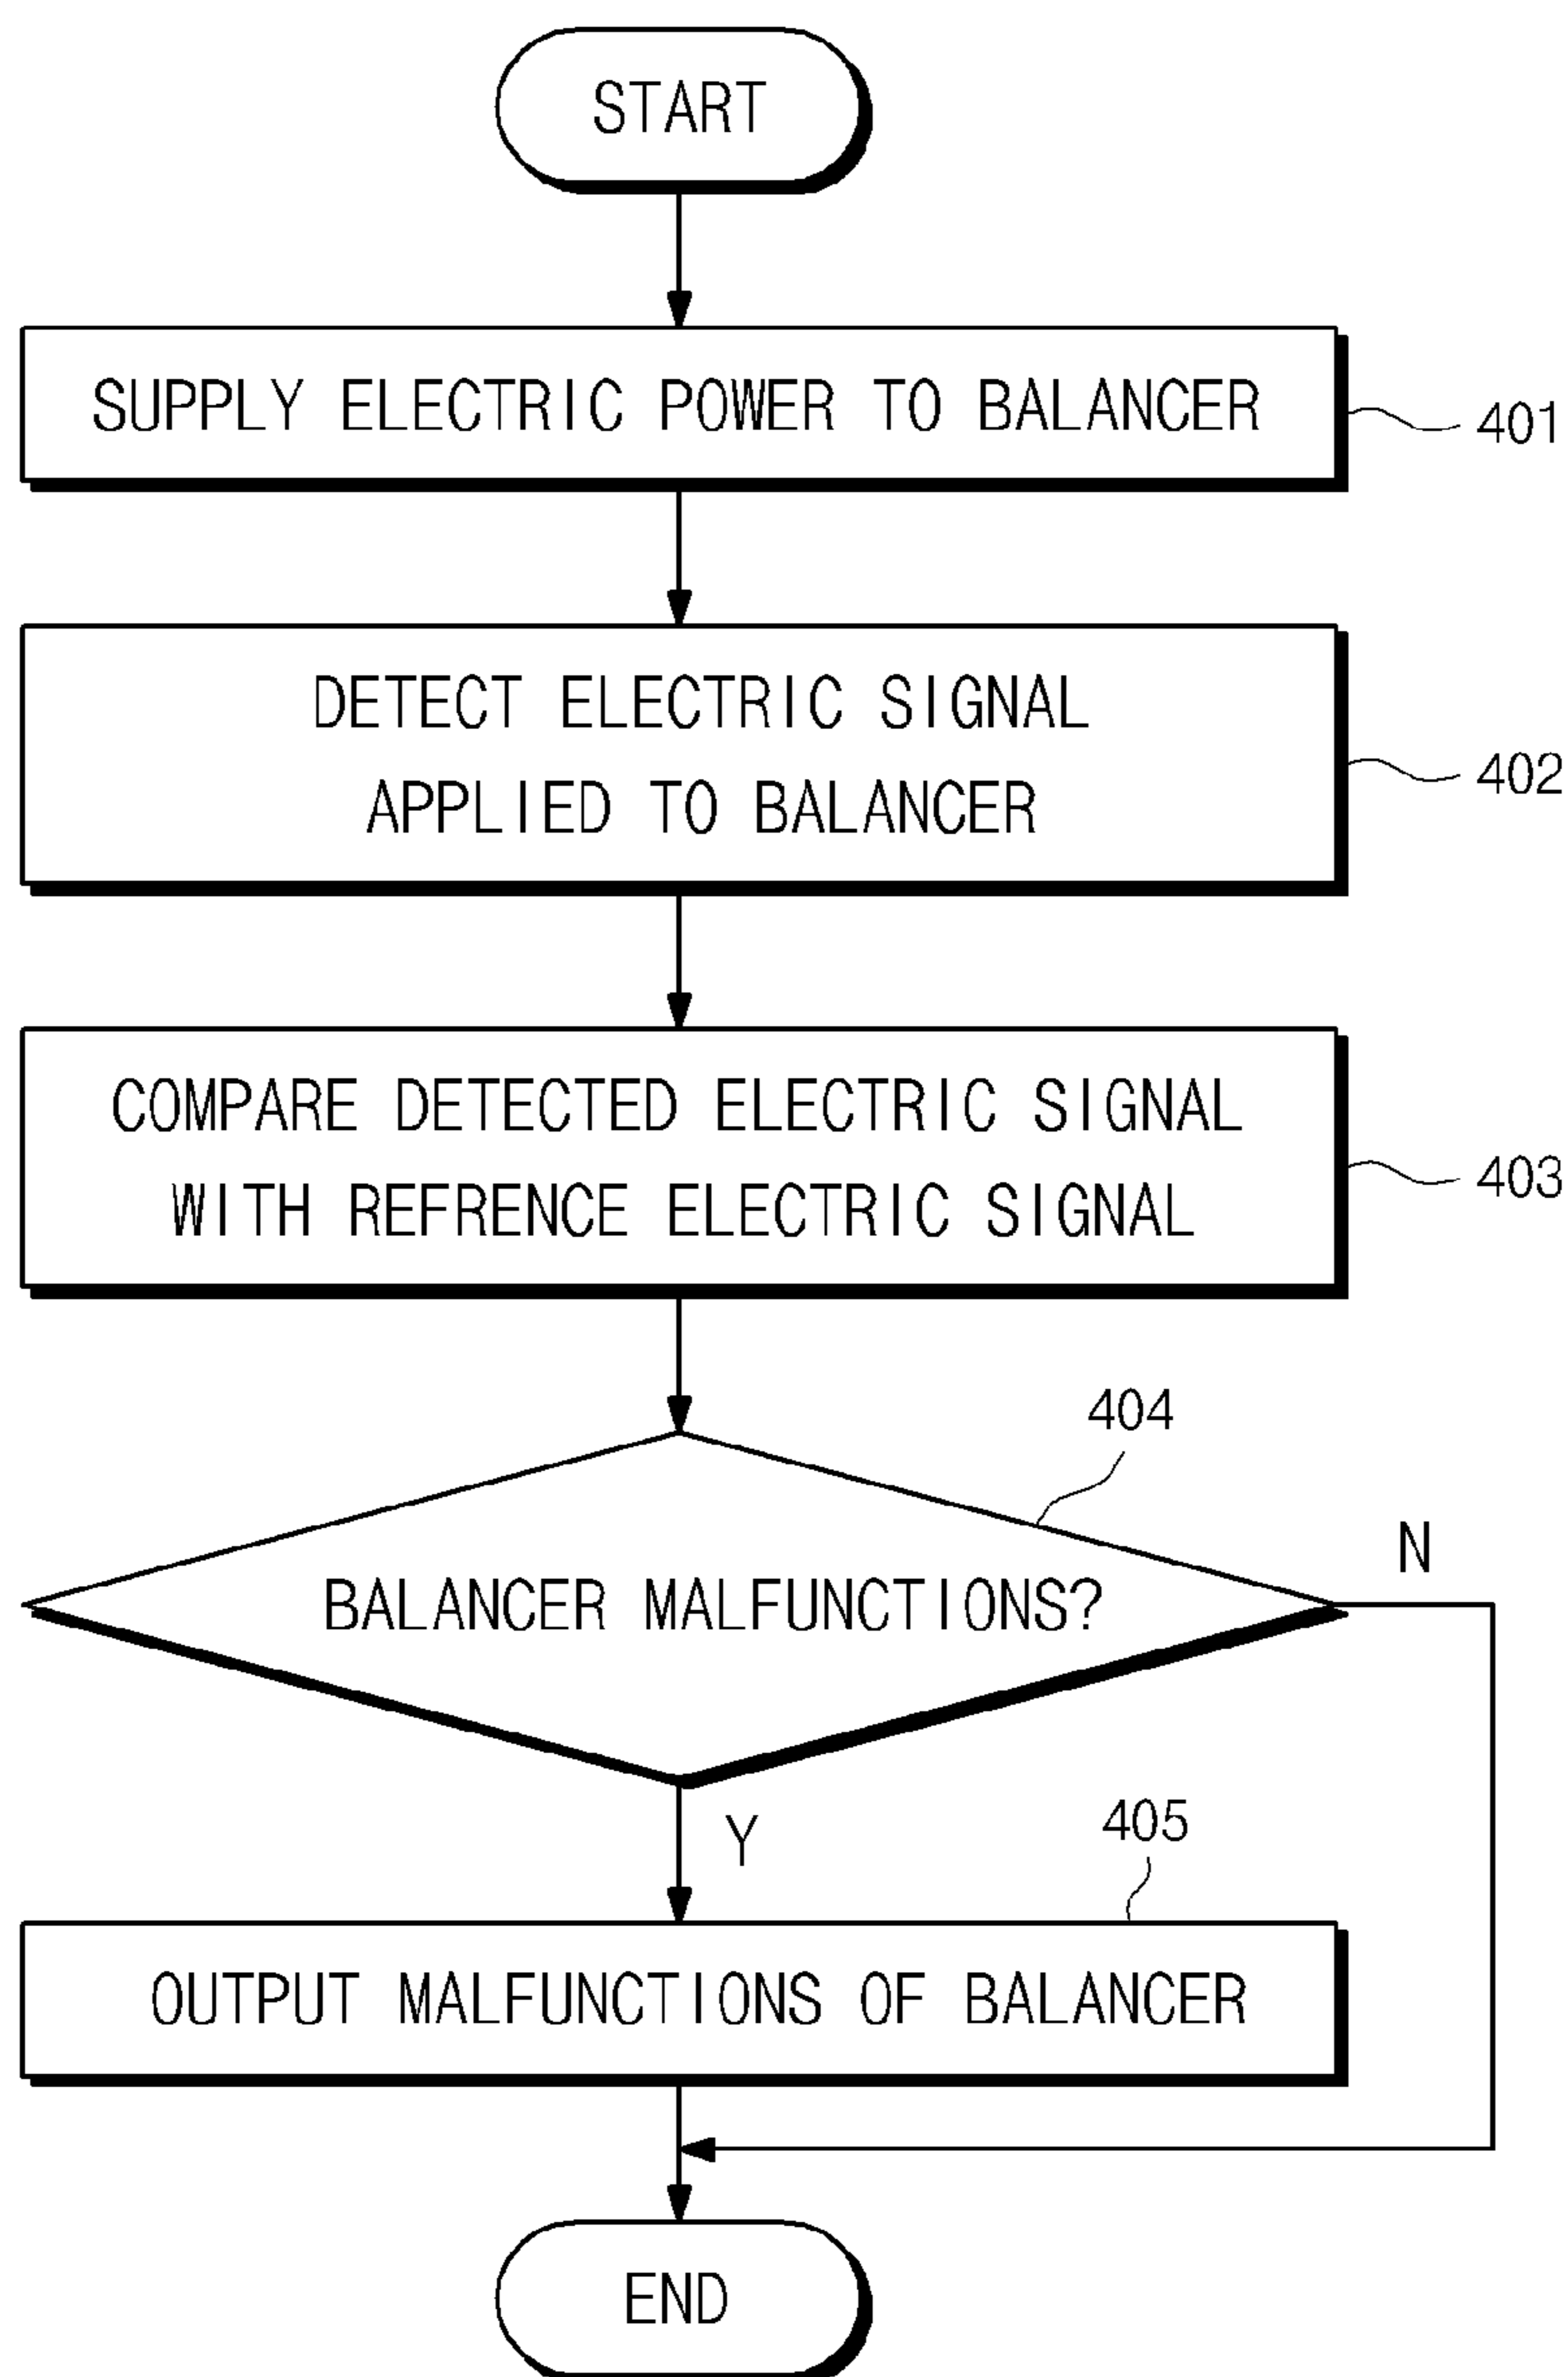 START
SUPPLY ELECTRIC POWER TO BALANCER
401
DETECT ELECTRIC SIGNAL
APPLIED TO BALANCER
402
COMPARE DETECTED ELECTRIC SIGNAL
WITH REFRENCE ELECTRIC SIGNAL
403
404
BALANCER MALFUNCTIONS?
N
Y
405
OUTPUT MALFUNCTIONS OF BALANCER
END